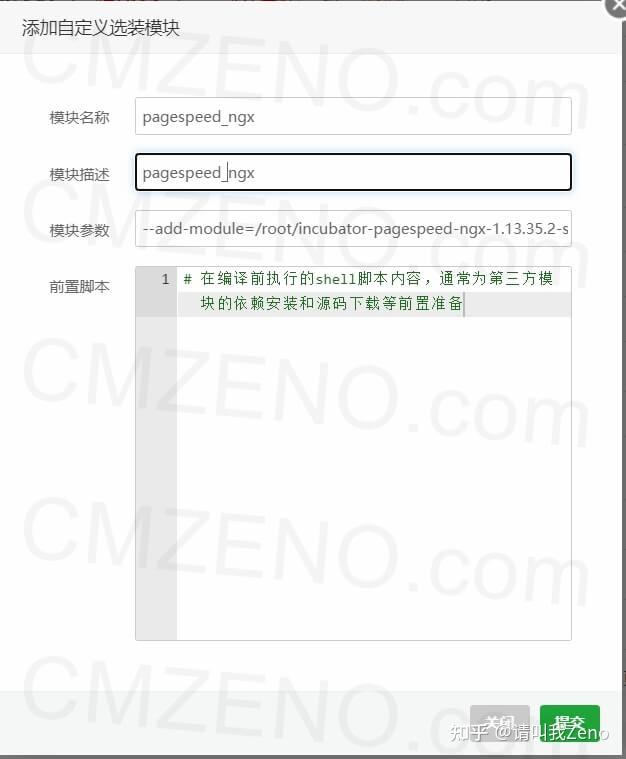 添加自定义选装模块
模块名称
pagespeed_ngx
模块描述
pagespeed_ngx
模块参数
--add-module=/root/incubator-pagespeed-ngx-1.13.35.2-s
前置脚本
1
# 在编译前执行的shell脚本内容，通常为第三方模
块的依赖安装和源码下载等前置准备
关闭
提交
知乎 @请叫我Zeno
CMZENO.com
CMZENO.com
CMZENO.com
CMZENO.com
CMZENO.com